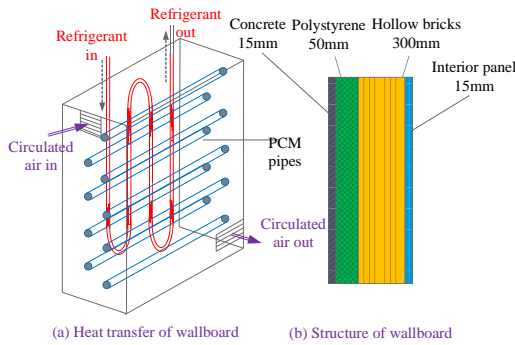 Refrigerant
in
Refrigerant
out
Circulated
air in
PCM
pipes
Circulated
air out
(a) Heat transfer of wallboard
Concrete
15mm
Polystyrene
50mm
Hollow bricks
300mm
Interior panel
15mm
(b) Structure of wallboard